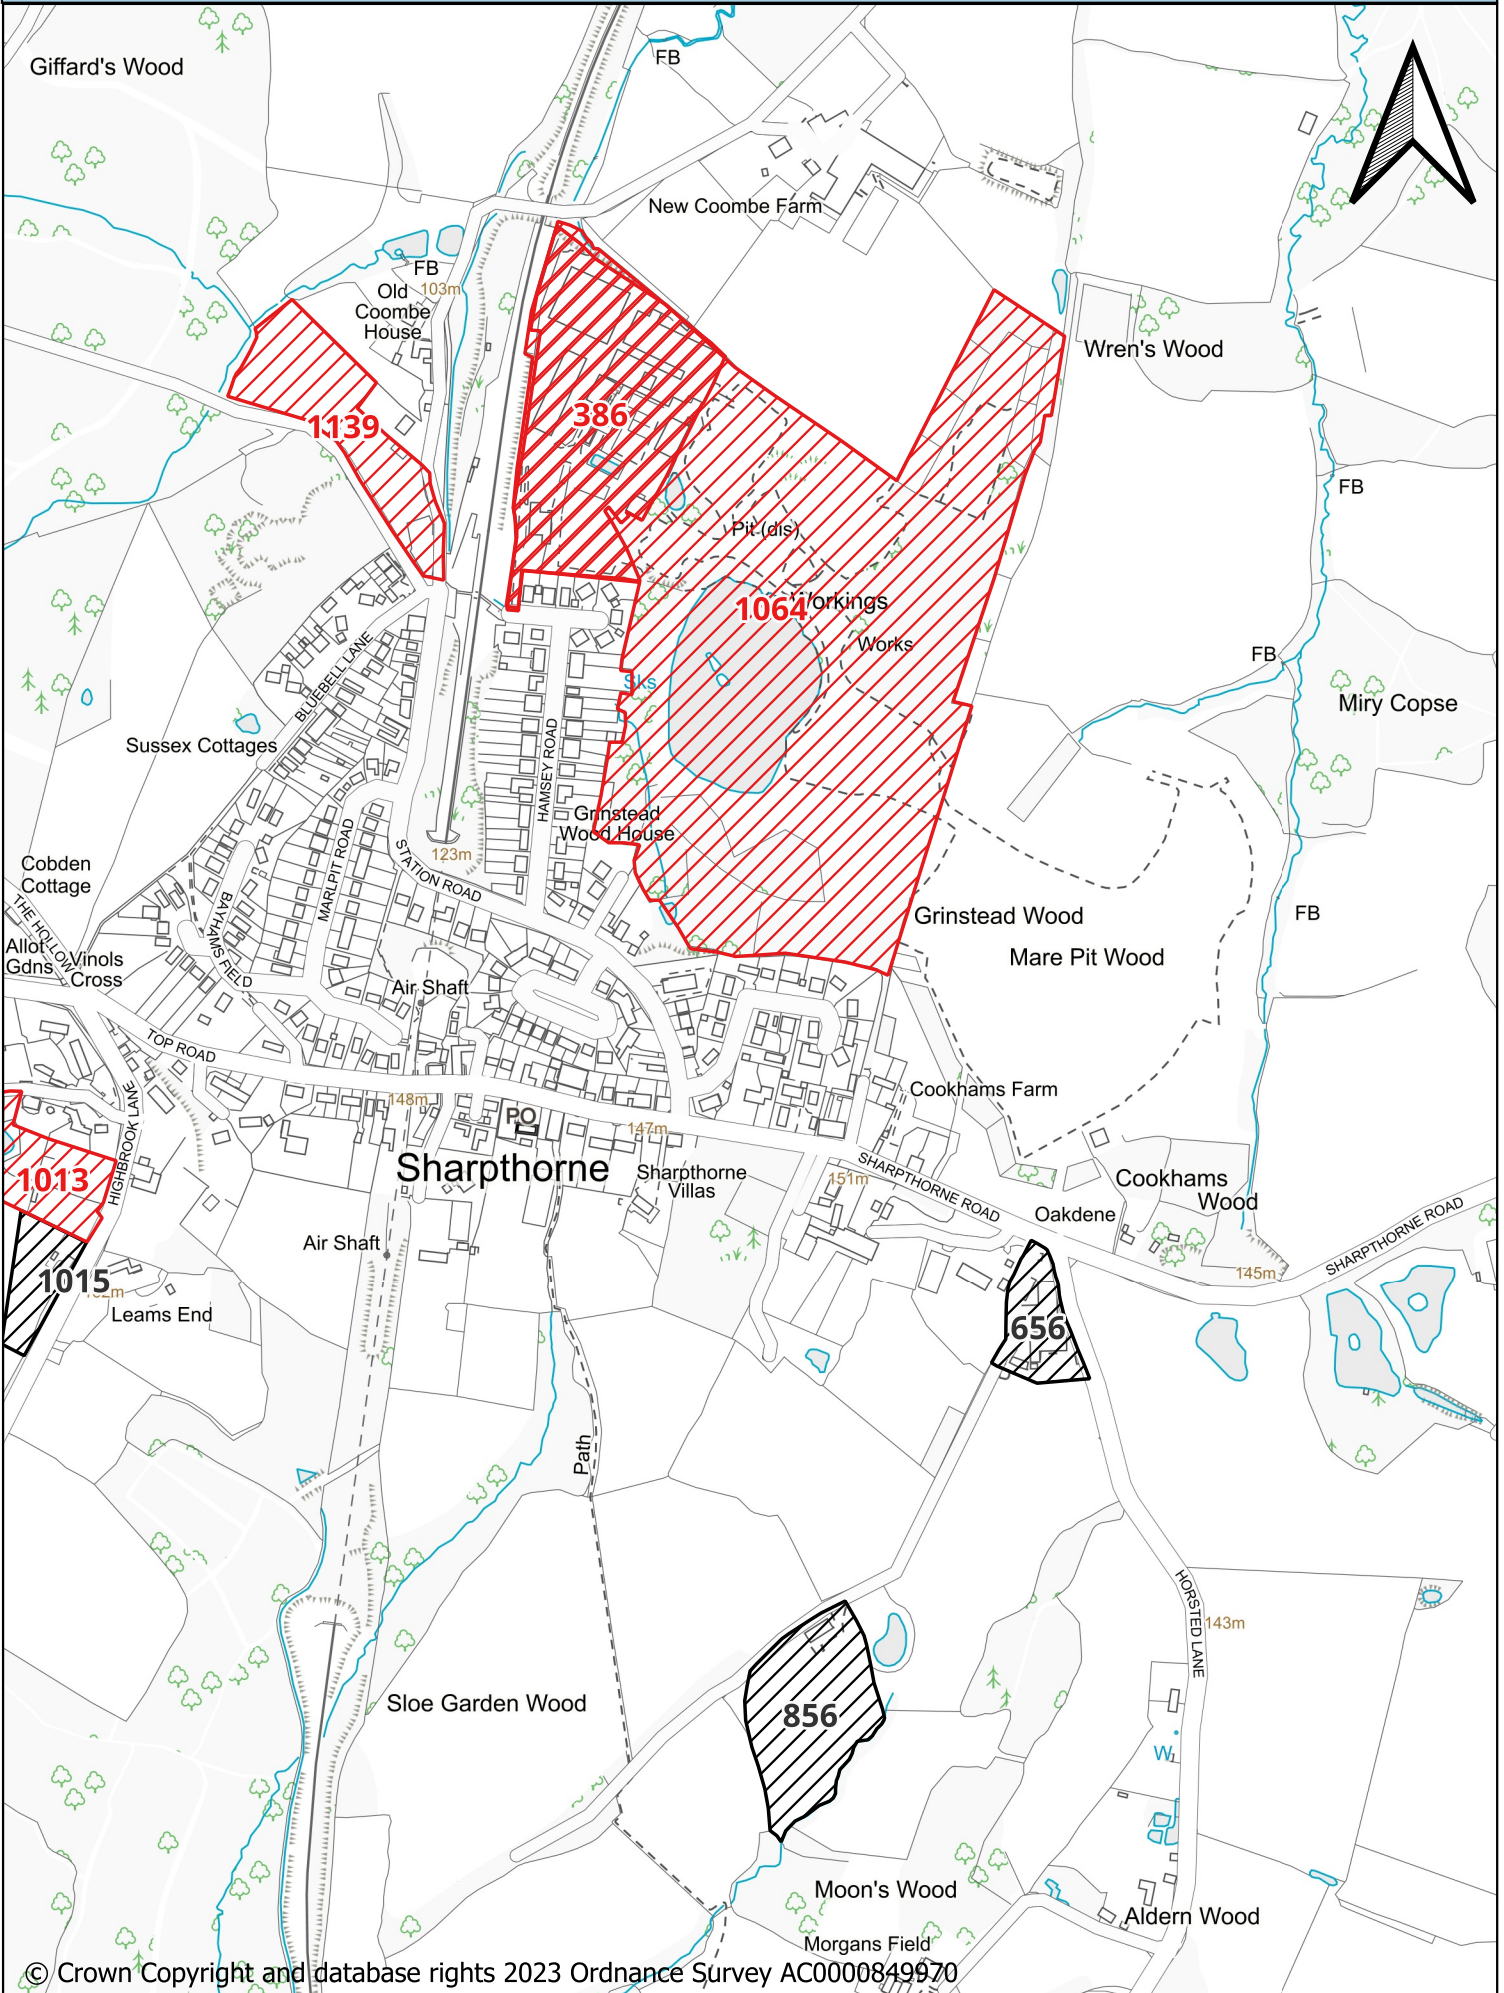 FB
Giffard's Wood
New Coombe Farm
FB
103m
Old
Coombe
House
Wren's Wood
386
1139
FB
Pit (dis)
Workings
1064
Works
FB
Sks
Miry Copse
BLUEBELL LANE
Sussex Cottages
HAMSEY ROAD
Grinstead
Wood House
MARLPIT ROAD
STATION ROAD
123m
Cobden
Cottage
THE HOLLOW
BAYHAMS FIELD
Grinstead Wood
FB
Allot
Gdns
Vinols
Cross
Mare Pit Wood
Air Shaft
TOP ROAD
148m
Cookhams Farm
PO
147m
HIGHBROOK LANE
Sharpthorne
Sharpthorne
Villas
1013
151m
SHARPTHORNE ROAD
Cookhams
Wood
Oakdene
SHARPTHORNE ROAD
Air Shaft
145m
1015
Leams End
656
Path
HORSTED LANE
143m
Sloe Garden Wood
856
W
Moon's Wood
Aldern Wood
Morgans Field
© Crown Copyright and database rights 2023 Ordnance Survey AC0000849970